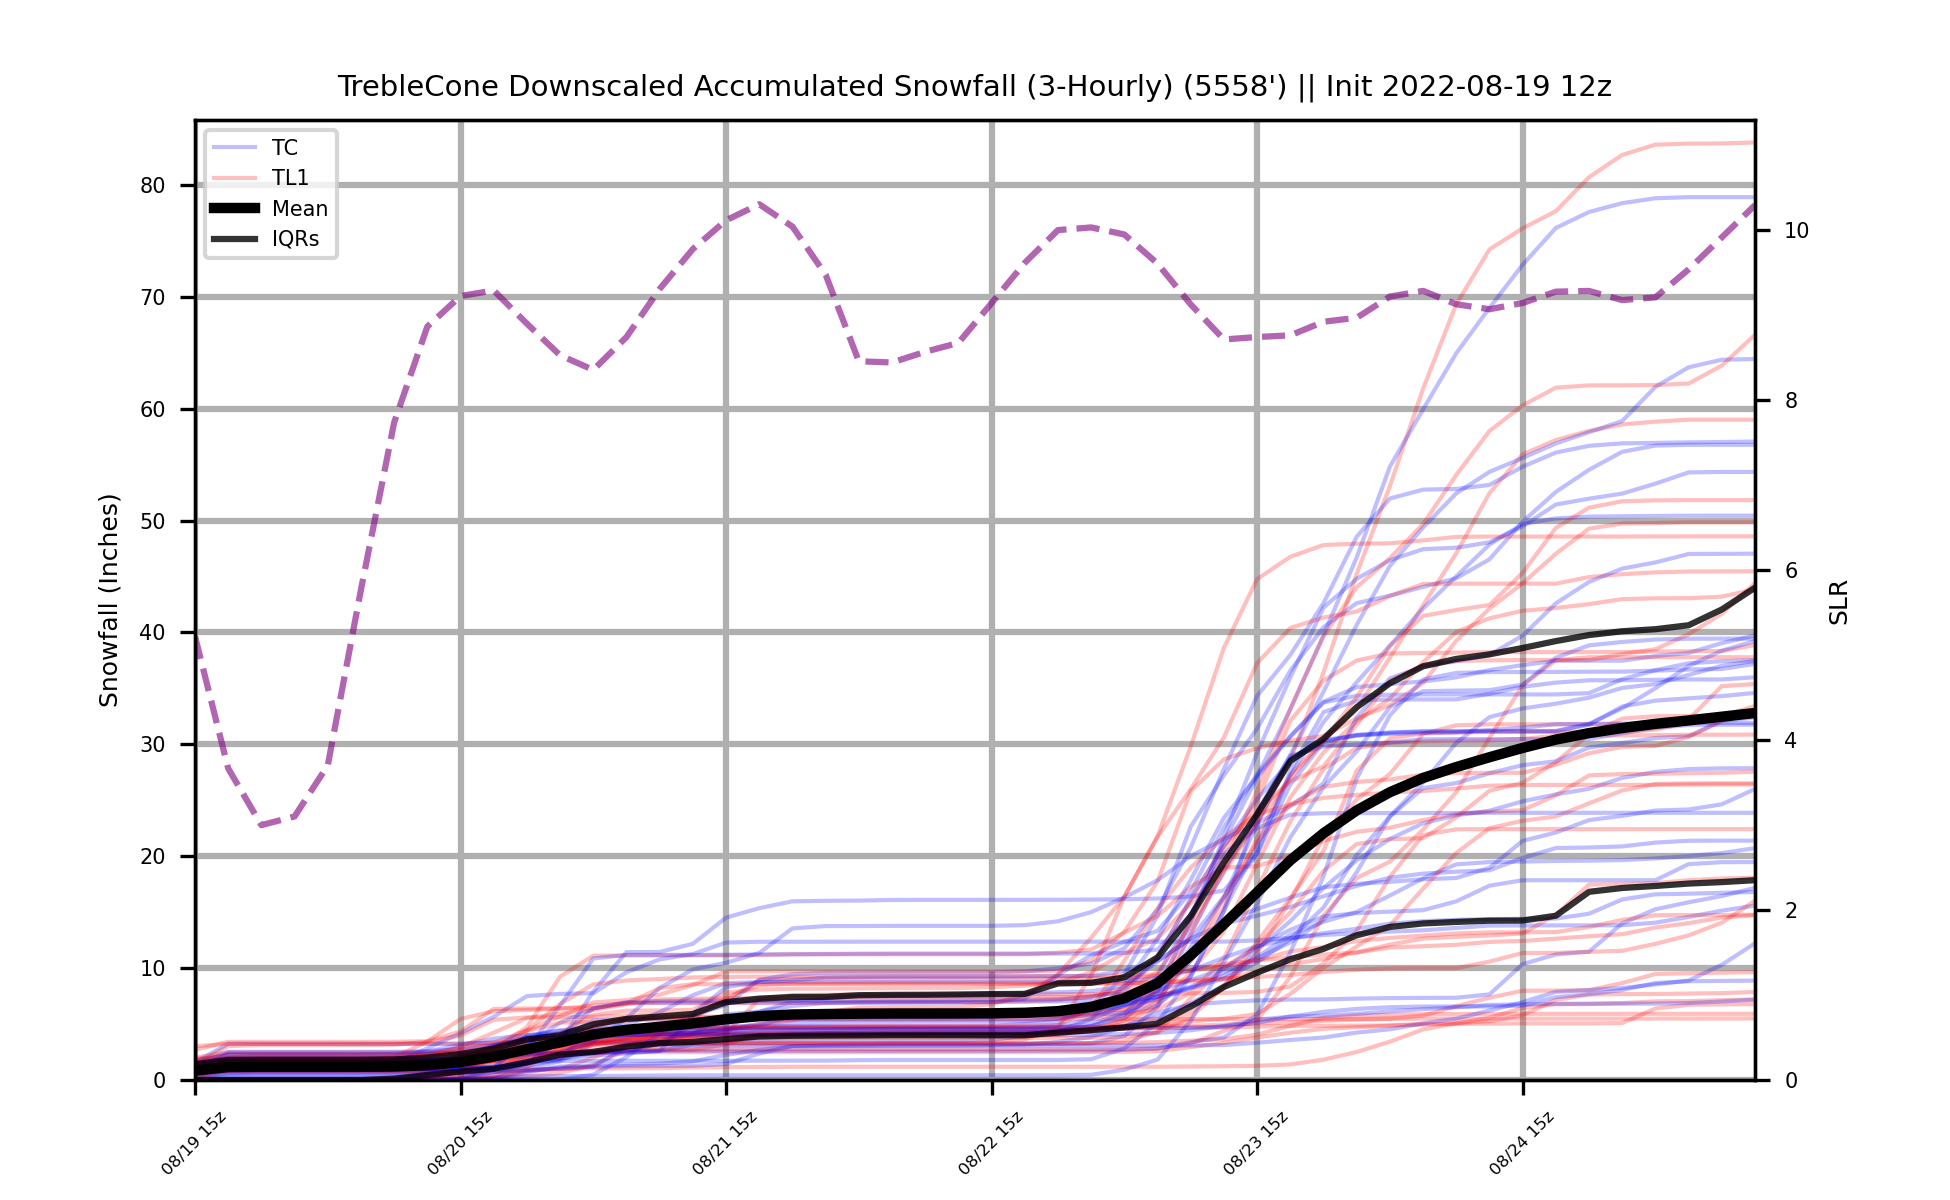 TrebleCone Downscaled Accumulated Snowfall (3-Hourly) (5558') || Init 2022-08-19 12z
TC
TL1
Mean
IQRs
Snowfall (Inches)
80
70
60
50
40
30
20
10
0
10
8
6
4
2
0
SLR
08/19 15z
08/20 15z
08/21 15z
08/22 15z
08/23 15z
08/24 15z